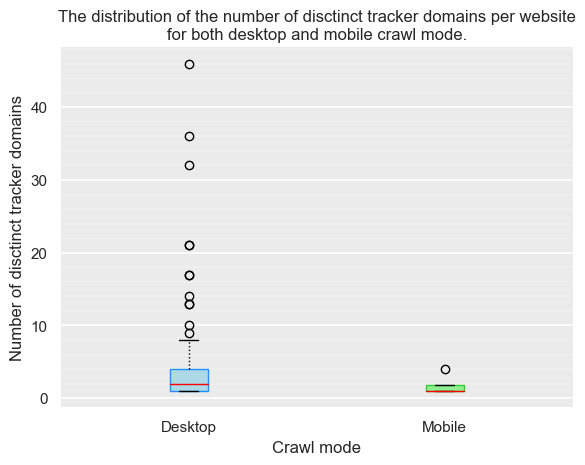 The distribution of the number of disctinct tracker domains per website
for both desktop and mobile crawl mode.
Number of disctinct tracker domains
40
30
20
10
0
Desktop
Mobile
Crawl mode